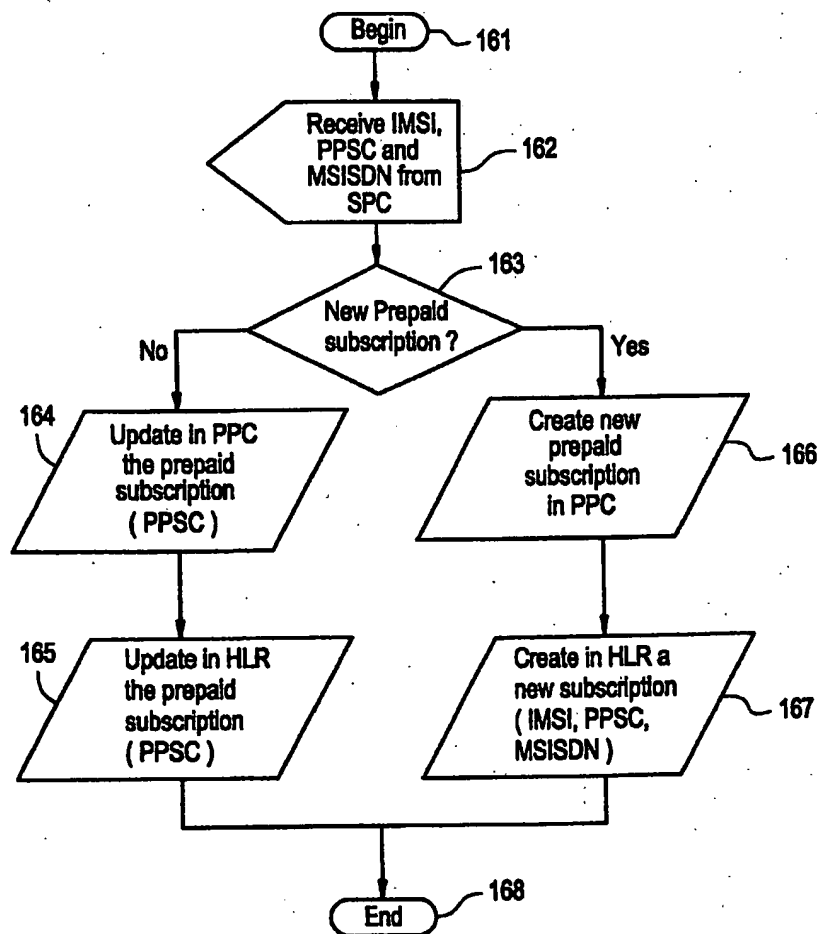 Begin
161
Receive IMSI,
PPSC and
MSISDN from
SPC
162
163
New Prepaid
subscription ?
No
Yes
164
Update in PPC
the prepaid
subscription
( PPSC )
Create new
prepaid
subscription
in PPC
166
165
Update in HLR
the prepaid
subscription
( PPSC )
Create in HLR a
new subscription
( IMSI, PPSC,
MSISDN )
167
End
168